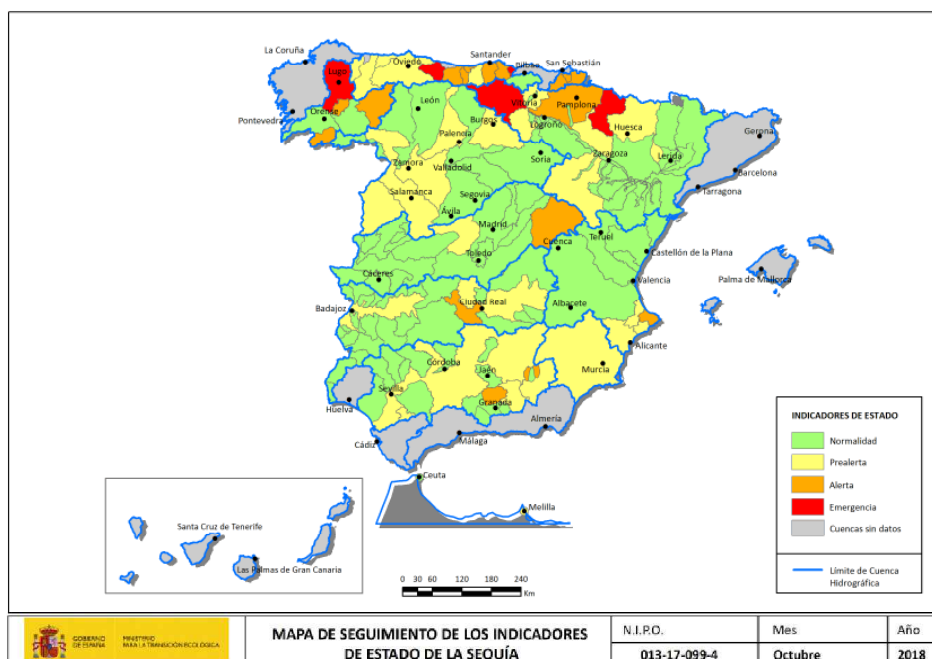 La Coruña
Lugo
Oviedo
Santander
Bilbao
San Sebastián
Pontevedra
Orense
León
Vitoria
Pamplona
Burgos
Logroño
Huesca
Gerona
Palencia
Zamora
Valladolid
Soria
Zaragoza
Lerida
Barcelona
Tarragona
Salamanca
Segovia
Ávila
Madrid
Cuenca
Teruel
Castellón de la Plana
Toledo
Cáceres
Valencia
Palma de Mallorca
Badajoz
Ciudad Real
Albacete
Alicante
Córdoba
Jaén
Murcia
Sevilla
Granada
Huelva
Almería
Cádiz
Málaga
Ceuta
Melilla
Santa Cruz de Tenerife
Las Palmas de Gran Canaria
0 30 60 120 180 240
Km
INDICADORES DE ESTADO
Normalidad
Prealerta
Alerta
Emergencia
Cuencas sin datos
Límite de Cuenca
Hidrográfica
GOBIERNO
DE ESPAÑA
MINISTERIO
PARA LA TRANSICIÓN ECOLÓGICA
MAPA DE SEGUIMIENTO DE LOS INDICADORES
DE ESTADO DE LA SEQUÍA
N.I.P.O.
Mes
Año
013-17-099-4
Octubre
2018